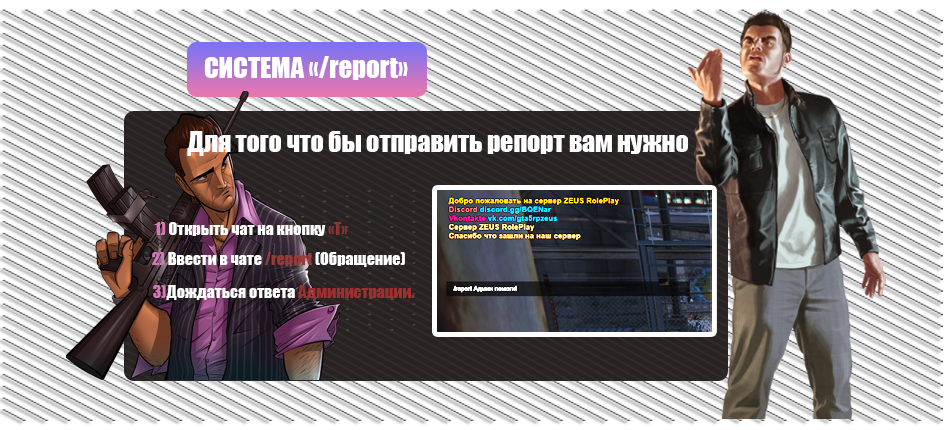 СИСТЕМА «/report»
Для того что бы отправить репорт вам нужно
1) Открыть чат на кнопку «Т»
2) Ввести в чате /report (Обращение)
3)Дождаться ответа Администрации.
Добро пожаловать на сервер ZEUS RolePlay
Discord discord.gg/BQENar
Vkontakte vk.com/gta5rpzeus
Сервер ZEUS RolePlay
Спасибо что зашли на наш сервер
/report Админ помоги!